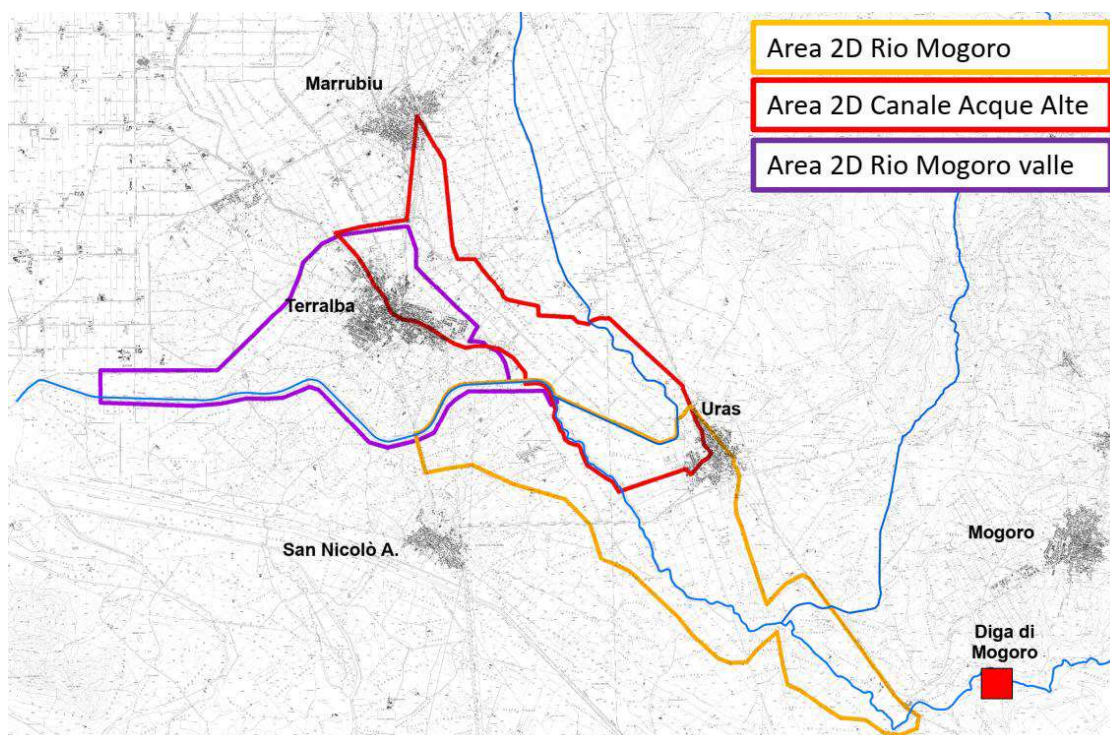 Area 2D Rio Mogoro
Area 2D Canale Acque Alte
Area 2D Rio Mogoro valle
Marrubiu
Terralba
Uras
San Nicolò A.
Mogoro
Diga di
Mogoro